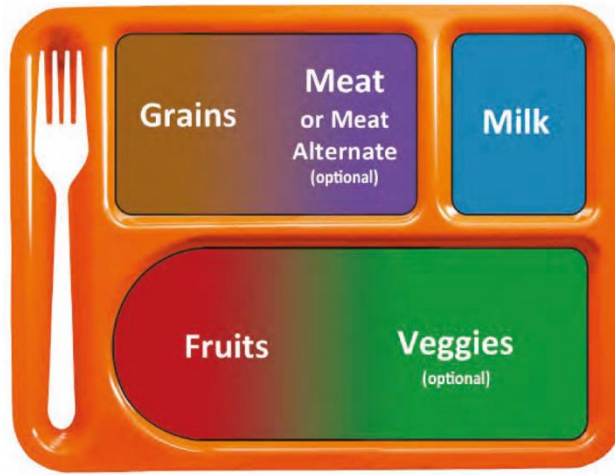 Grains
Meat
or Meat
Alternate
(optional)
Milk
Fruits
Veggies
(optional)